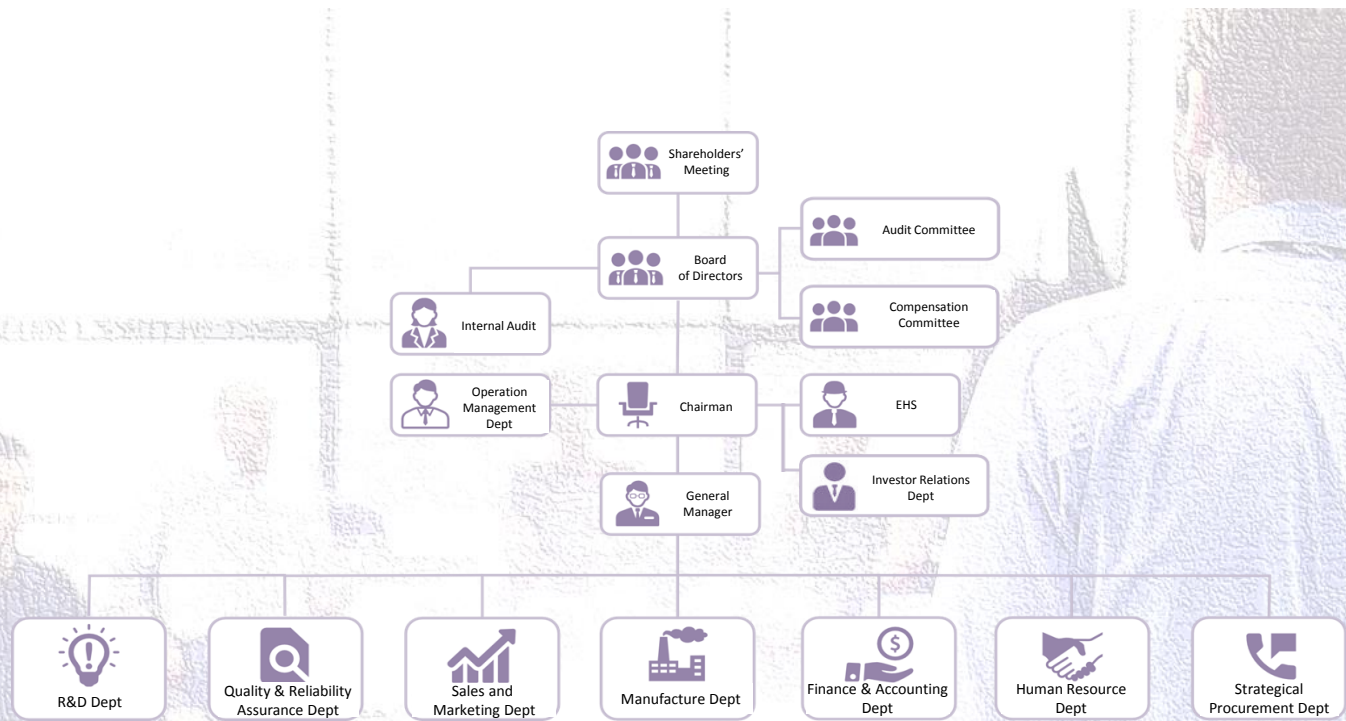 Shareholders’
Meeting
Audit Committee
Board
of Directors
Compensation
Committee
Internal Audit
Operation
Management
Dept
Chairman
EHS
Investor Relations
Dept
General
Manager
R&D Dept
Quality & Reliability
Assurance Dept
Sales and
Marketing Dept
Manufacture Dept
$
Finance & Accounting
Dept
Human Resource
Dept
Strategical
Procurement Dept